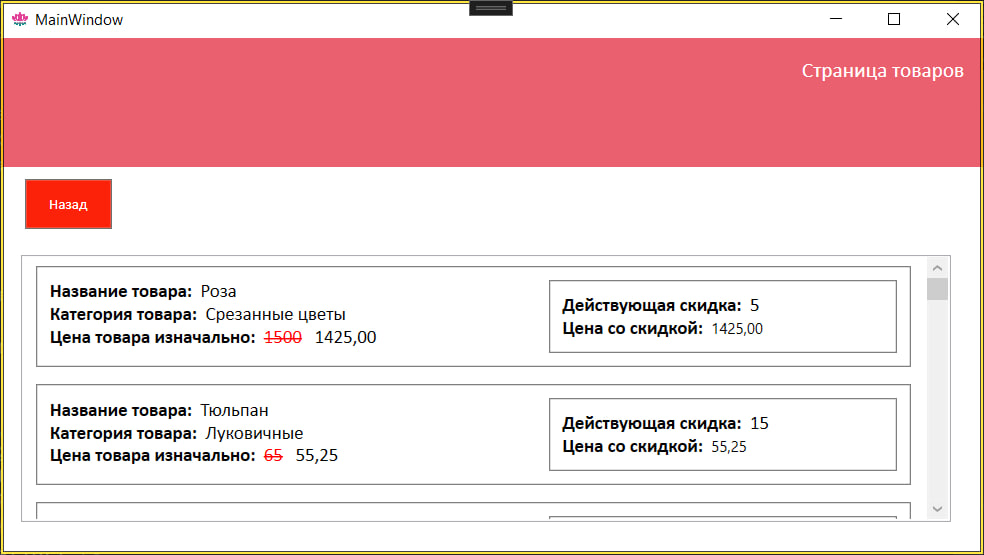 MainWindow
Страница товаров
Назад
Название товара: Роза
Категория товара: Срезанные цветы
Цена товара изначально: 1500 1425,00
Действующая скидка: 5
Цена со скидкой: 1425,00
Название товара: Тюльпан
Категория товара: Луковичные
Цена товара изначально: 65 55,25
Действующая скидка: 15
Цена со скидкой: 55,25